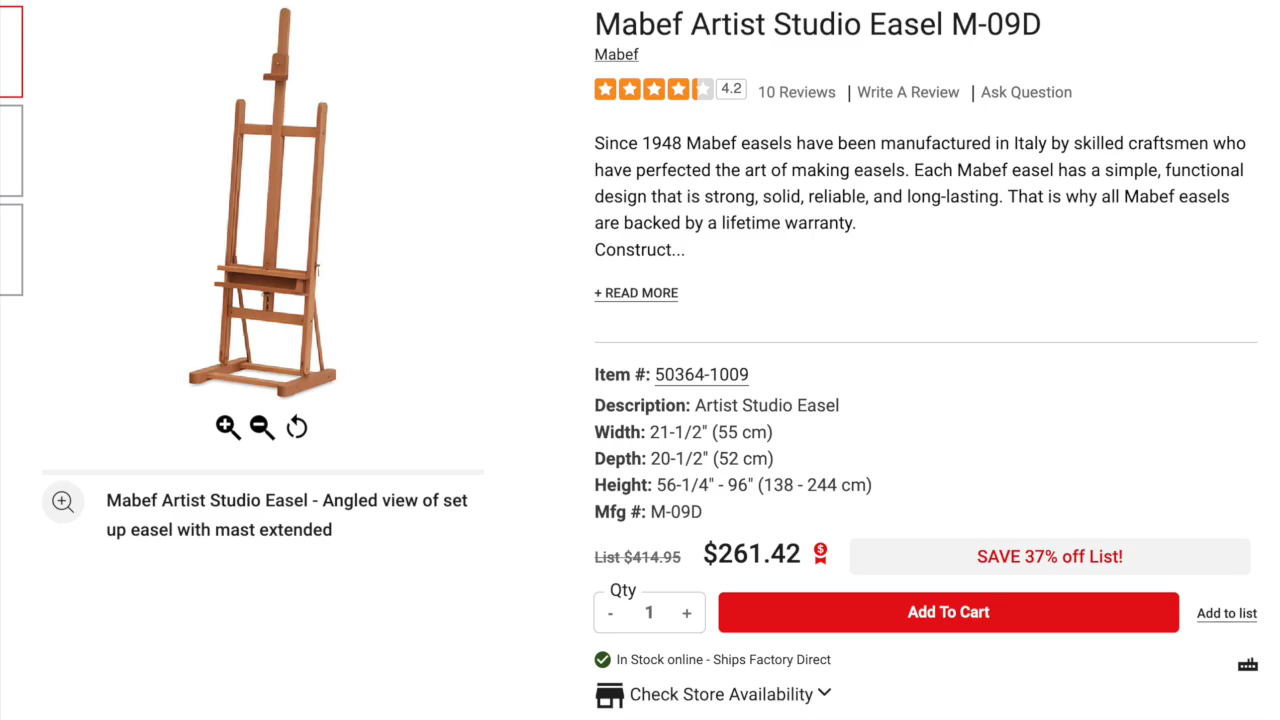 Mabef Artist Studio Easel M-09D
Mabef
4.2
10 Reviews | Write A Review | Ask Question
Since 1948 Mabef easels have been manufactured in Italy by skilled craftsmen who
have perfected the art of making easels. Each Mabef easel has a simple, functional
design that is strong, solid, reliable, and long-lasting. That is why all Mabef easels
are backed by a lifetime warranty.
Construct...
+ READ MORE
Mabef Artist Studio Easel - Angled view of set
up easel with mast extended
Item #: 50364-1009
Description: Artist Studio Easel
Width: 21-1/2" (55 cm)
Depth: 20-1/2" (52 cm)
Height: 56-1/4" - 96" (138 - 244 cm)
Mfg #: M-09D
List $414.95 $261.42 SAVE 37% off List!
Qty
- 1 + Add To Cart Add to list
In Stock online - Ships Factory Direct
Check Store Availability